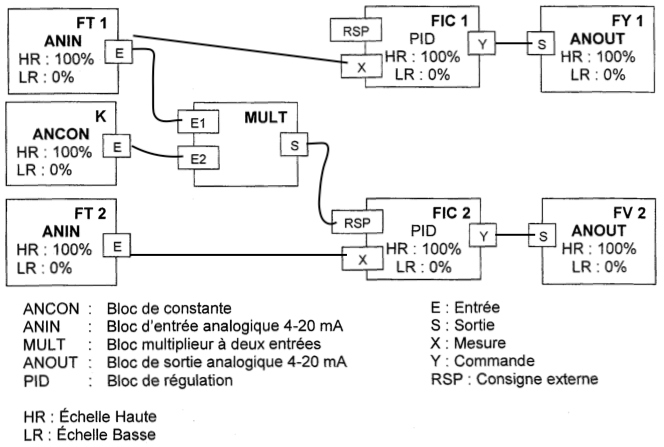 FT 1
ANIN
HR : 100%
LR : 0%
E
RSP
X
FIC 1
PID
HR : 100%
LR : 0%
Y
S
FY 1
ANOUT
HR : 100%
LR : 0%
K
ANCON
HR : 100%
LR : 0%
E
E1
E2
MULT
S
FT 2
ANIN
HR : 100%
LR : 0%
E
RSP
X
FIC 2
PID
HR : 100%
LR : 0%
Y
S
FV 2
ANOUT
HR : 100%
LR : 0%
ANCON : Bloc de constante
ANIN : Bloc d'entrée analogique 4-20 mA
MULT : Bloc multiplieur à deux entrées
ANOUT : Bloc de sortie analogique 4-20 mA
PID : Bloc de régulation
E : Entrée
S : Sortie
X : Mesure
Y : Commande
RSP : Consigne externe
HR : Échelle Haute
LR : Échelle Basse